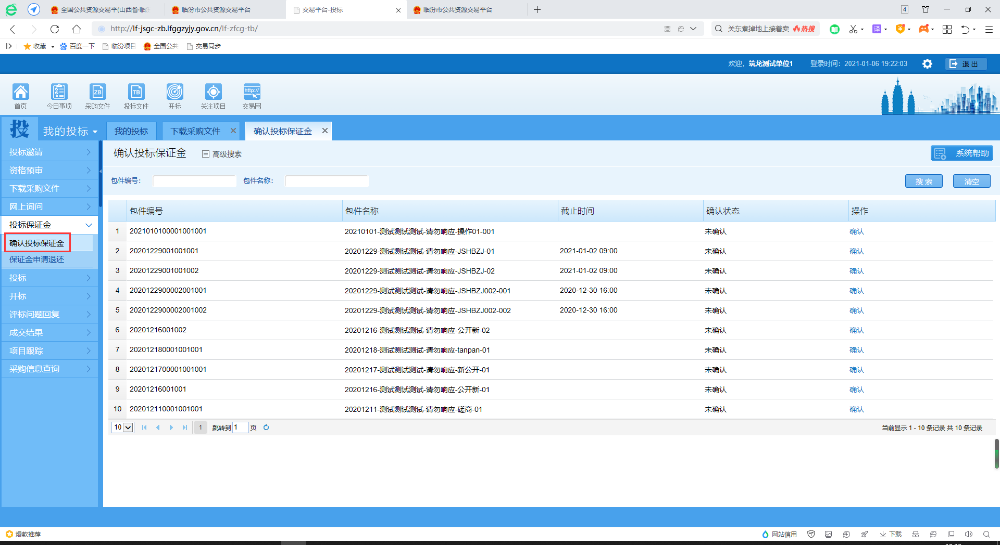 全国公共资源交易平(山西省·临汾
临汾市公共资源交易平台
交易平台-投标
临汾市公共资源交易平台
4
http://lf-jsgc-zb.lfggzyjy.gov.cn/lf-zfcg-tb/
关东煮掉地上接着卖
热搜
译
收藏
百度一下
临汾项目
全国公共
交易同步
欢迎,
筑龙测试单位1
登录时间: 2021-01-06 19:22:03
退 出
ZB
TB
http://
首页
今日事项
采购文件
投标文件
开标
关注项目
交易网
投
我的投标
我的投标
下载采购文件
确认投标保证金
投标邀请
资格预审
下载采购文件
网上询问
投标保证金
确认投标保证金
保证金申请退还
投标
开标
评标问题回复
成交结果
项目跟踪
采购信息查询
确认投标保证金
高级搜索
系统帮助
包件编号:
包件名称:
搜 索
清空
包件编号 包件名称 截止时间 确认状态 操作
1 2021010100001001001 20210101-测试测试测试-请勿响应-操作01-001 未确认 确认
2 20201229001001001 20201229-测试测试测试-请勿响应-JSHBZJ-01 2021-01-02 09:00 未确认 确认
3 20201229001001002 20201229-测试测试测试-请勿响应-JSHBZJ-02 2021-01-02 09:00 未确认 确认
4 2020122900002001001 20201229-测试测试测试-请勿响应-JSHBZJ002-001 2020-12-30 16:00 未确认 确认
5 2020122900002001002 20201229-测试测试测试-请勿响应-JSHBZJ002-002 2020-12-30 16:00 未确认 确认
6 20201216001002 20201216-测试测试测试-请勿响应-公开新-02 未确认 确认
7 202012180001001001 20201218-测试测试测试-请勿响应-tanpan-01 未确认 确认
8 2020121700001001001 20201217-测试测试测试-请勿响应-新公开-01 未确认 确认
9 20201216001001 20201216-测试测试测试-请勿响应-公开新-01 未确认 确认
10 202012110001001001 20201211-测试测试测试-请勿响应-磋商-01 未确认 确认
10 1 跳转到 1 页
当前显示 1 - 10 条记录 共 10 条记录
爆款推荐
网站信用
下载